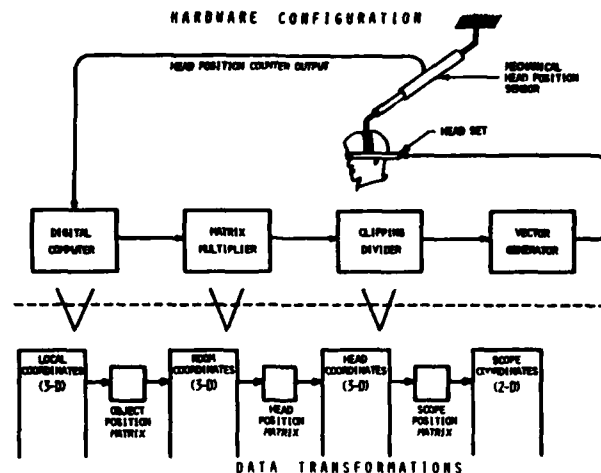 HARDWARE CONFIGURATION
HEAD POSITION COUNTER OUTPUT
MECHANICAL
HEAD POSITION
SENSOR
HEAD SET
DIGITAL
COMPUTER
MATRIX
MULTIPLIER
CLIPPING
DIVIDER
VECTOR
GENERATOR
LOCAL
COORDINATES
(3-D)
OBJECT
POSITION
MATRIX
ROOM
COORDINATES
(3-D)
HEAD
POSITION
MATRIX
HEAD
COORDINATES
(3-D)
SCOPE
POSITION
MATRIX
SCOPE
COORDINATES
(2-D)
DATA TRANSFORMATIONS